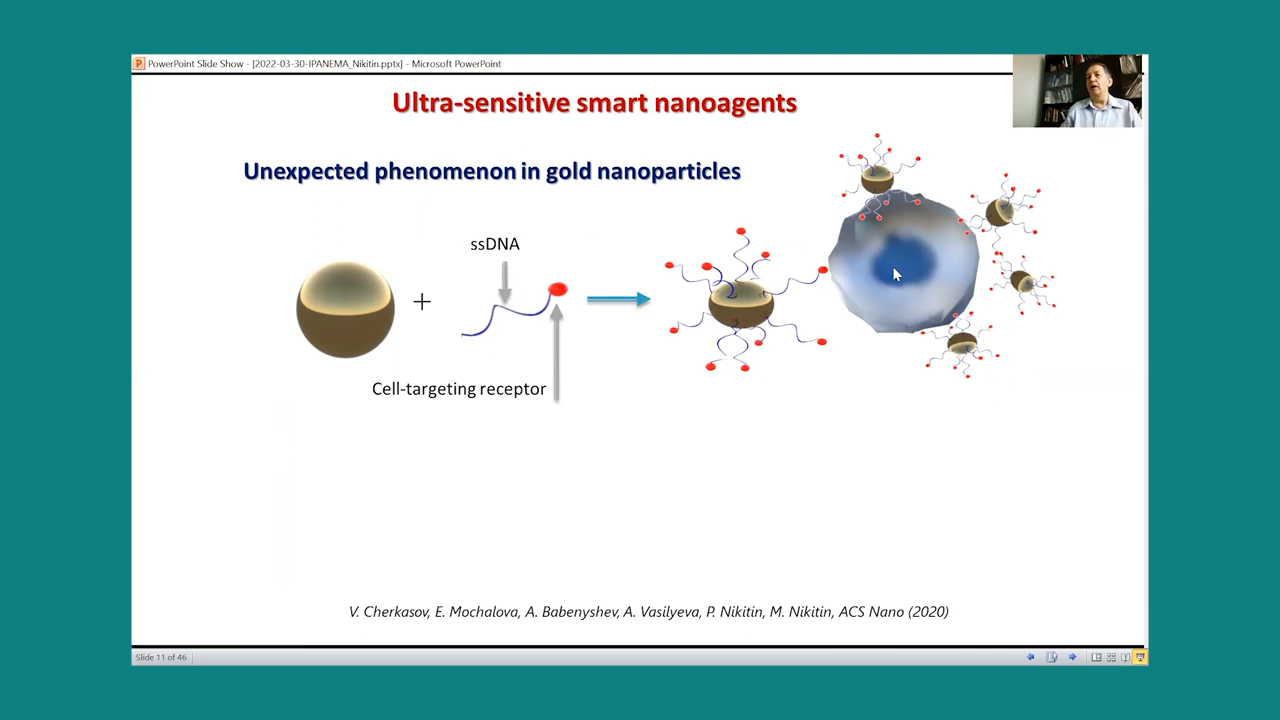 PowerPoint Slide Show - [2022-03-30-IPANEMA_Nikitin.pptx] - Microsoft PowerPoint
Ultra-sensitive smart nanoagents
Unexpected phenomenon in gold nanoparticles
ssDNA
+
Cell-targeting receptor
V. Cherkasov, E. Mochalova, A. Babenyshev, A. Vasilyeva, P. Nikitin, M. Nikitin, ACS Nano (2020)
Slide 11 of 46